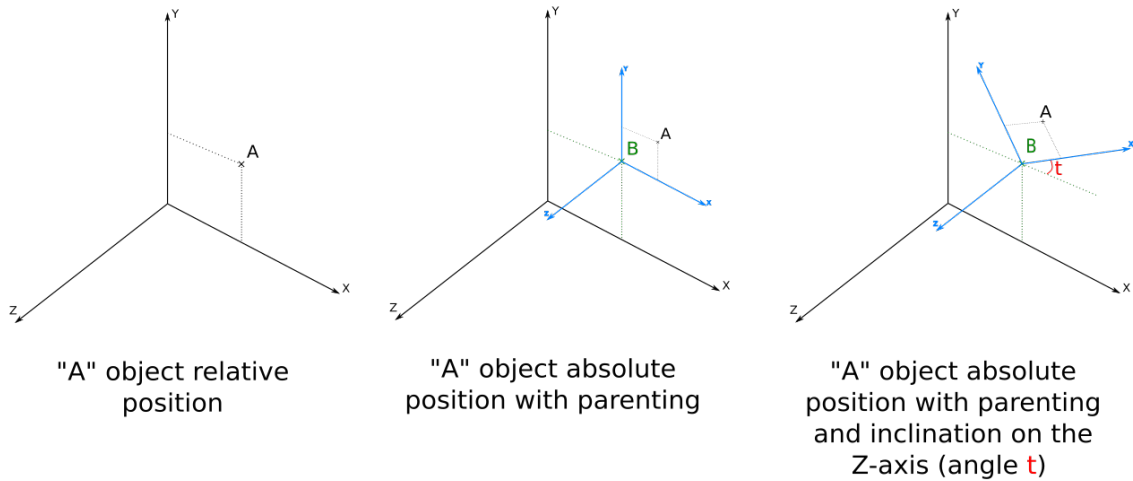 Y
A
X
Z
"A" object relative
position
Y
Y
A
B
X
Z
X
Z
"A" object absolute
position with parenting
Y
Y
A
B
X
t
Z
X
Z
"A" object absolute
position with parenting
and inclination on the
Z-axis (angle t)